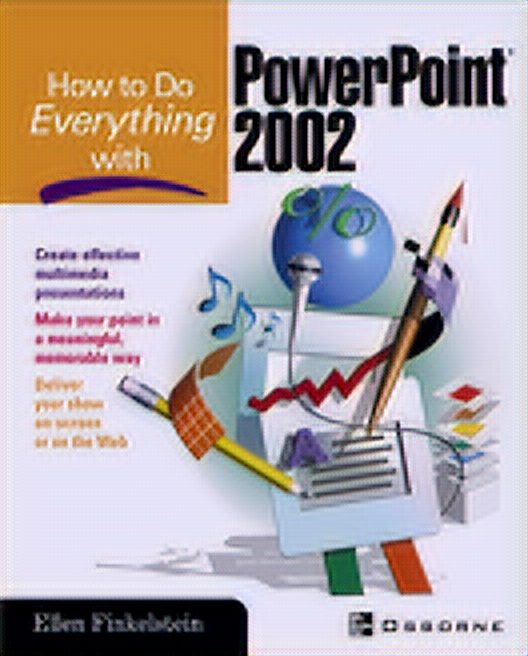 How to Do
Everything
with
PowerPoint
2002
%
Create effective
multimedia
presentations
Make your point in
a meaningful,
memorable way
Deliver
your show
on screen
or on the Web
A
Ellen Finkelstein
OSBORNE